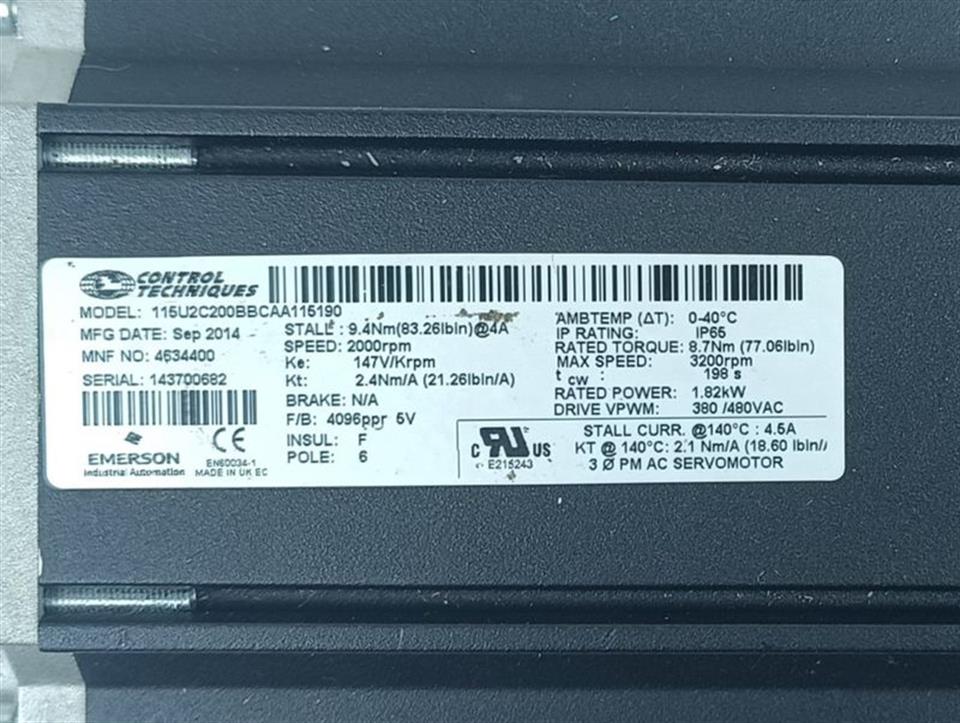 CONTROL
TECHNIQUES
MODEL: 115U2C200BBCAA115190
MFG DATE: Sep 2014
MNF NO: 4634400
SERIAL: 143700682
EMERSON
Industrial Automation
CE
EN60034-1
MADE IN UK EC
STALL : 9.4Nm(83.26lbin)@4A
SPEED: 2000rpm
Ke: 147V/Krpm
Kt: 2.4Nm/A (21.26lbin/A)
BRAKE: N/A
F/B: 4096ppr 5V
INSUL: F
POLE: 6
AMBTEMP (ΔT): 0-40°C
IP RATING: IP65
RATED TORQUE: 8.7Nm (77.06lbin)
MAX SPEED: 3200rpm
t cw : 198 s
RATED POWER: 1.82kW
DRIVE VPWM: 380 /480VAC
c RU US
E215243
STALL CURR. @140°C : 4.5A
KT @ 140°C: 2.1 Nm/A (18.60 lbin/
3 Ø PM AC SERVOMOTOR